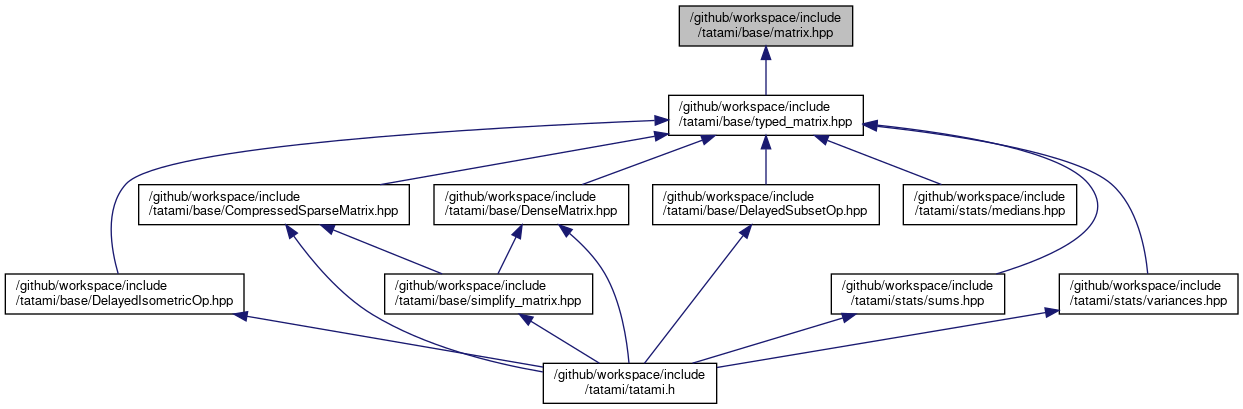 /github/workspace/include
/tatami/base/matrix.hpp
/github/workspace/include
/tatami/base/typed_matrix.hpp
/github/workspace/include
/tatami/base/CompressedSparseMatrix.hpp
/github/workspace/include
/tatami/base/DenseMatrix.hpp
/github/workspace/include
/tatami/base/DelayedSubsetOp.hpp
/github/workspace/include
/tatami/stats/medians.hpp
/github/workspace/include
/tatami/base/DelayedIsometricOp.hpp
/github/workspace/include
/tatami/base/simplify_matrix.hpp
/github/workspace/include
/tatami/stats/sums.hpp
/github/workspace/include
/tatami/stats/variances.hpp
/github/workspace/include
/tatami/tatami.h